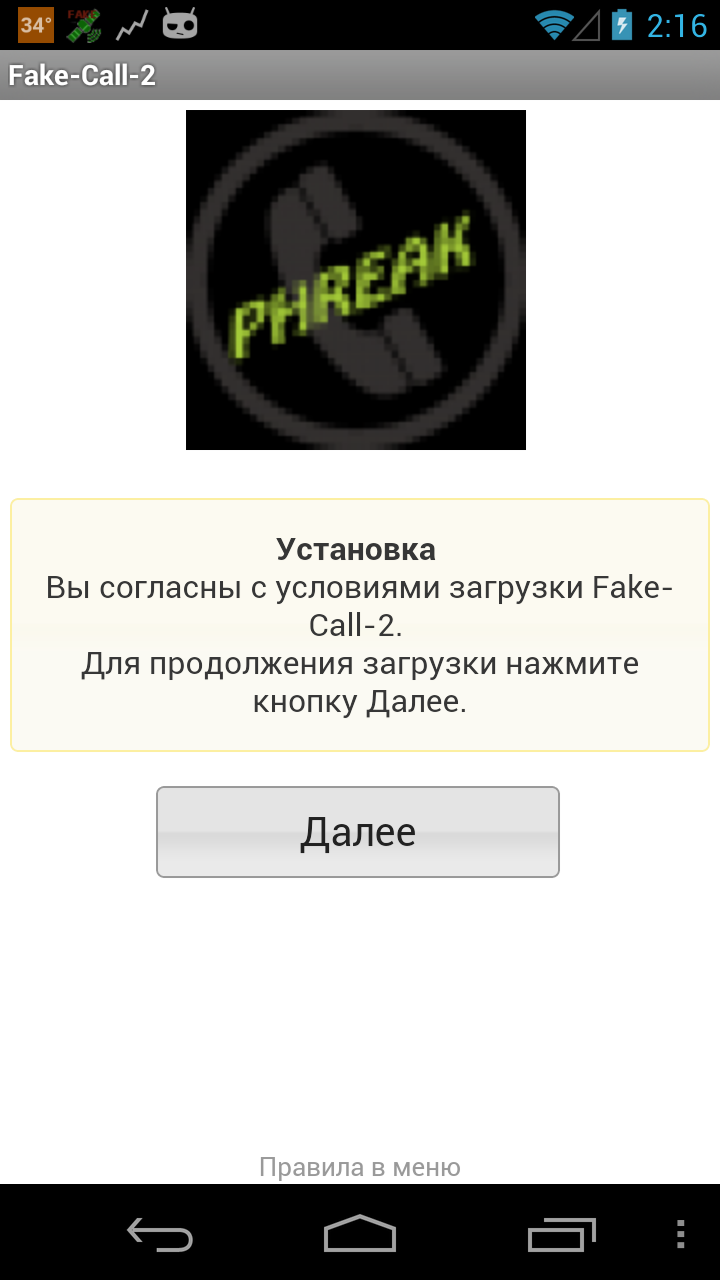 34°
FAKE
2:16
Fake-Call-2
PHREAK
Установка
Вы согласны с условиями загрузки Fake-
Call-2.
Для продолжения загрузки нажмите
кнопку Далее.
Далее
Правила в меню